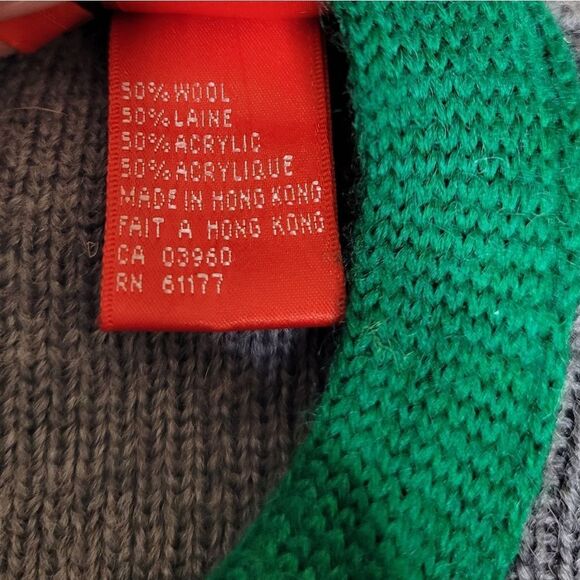 50% WOOL
50% LAINE
50% ACRYLIC
50% ACRYLIQUE
MADE IN HONG KONG
FAIT A HONG KONG
CA 03960
RN 61177